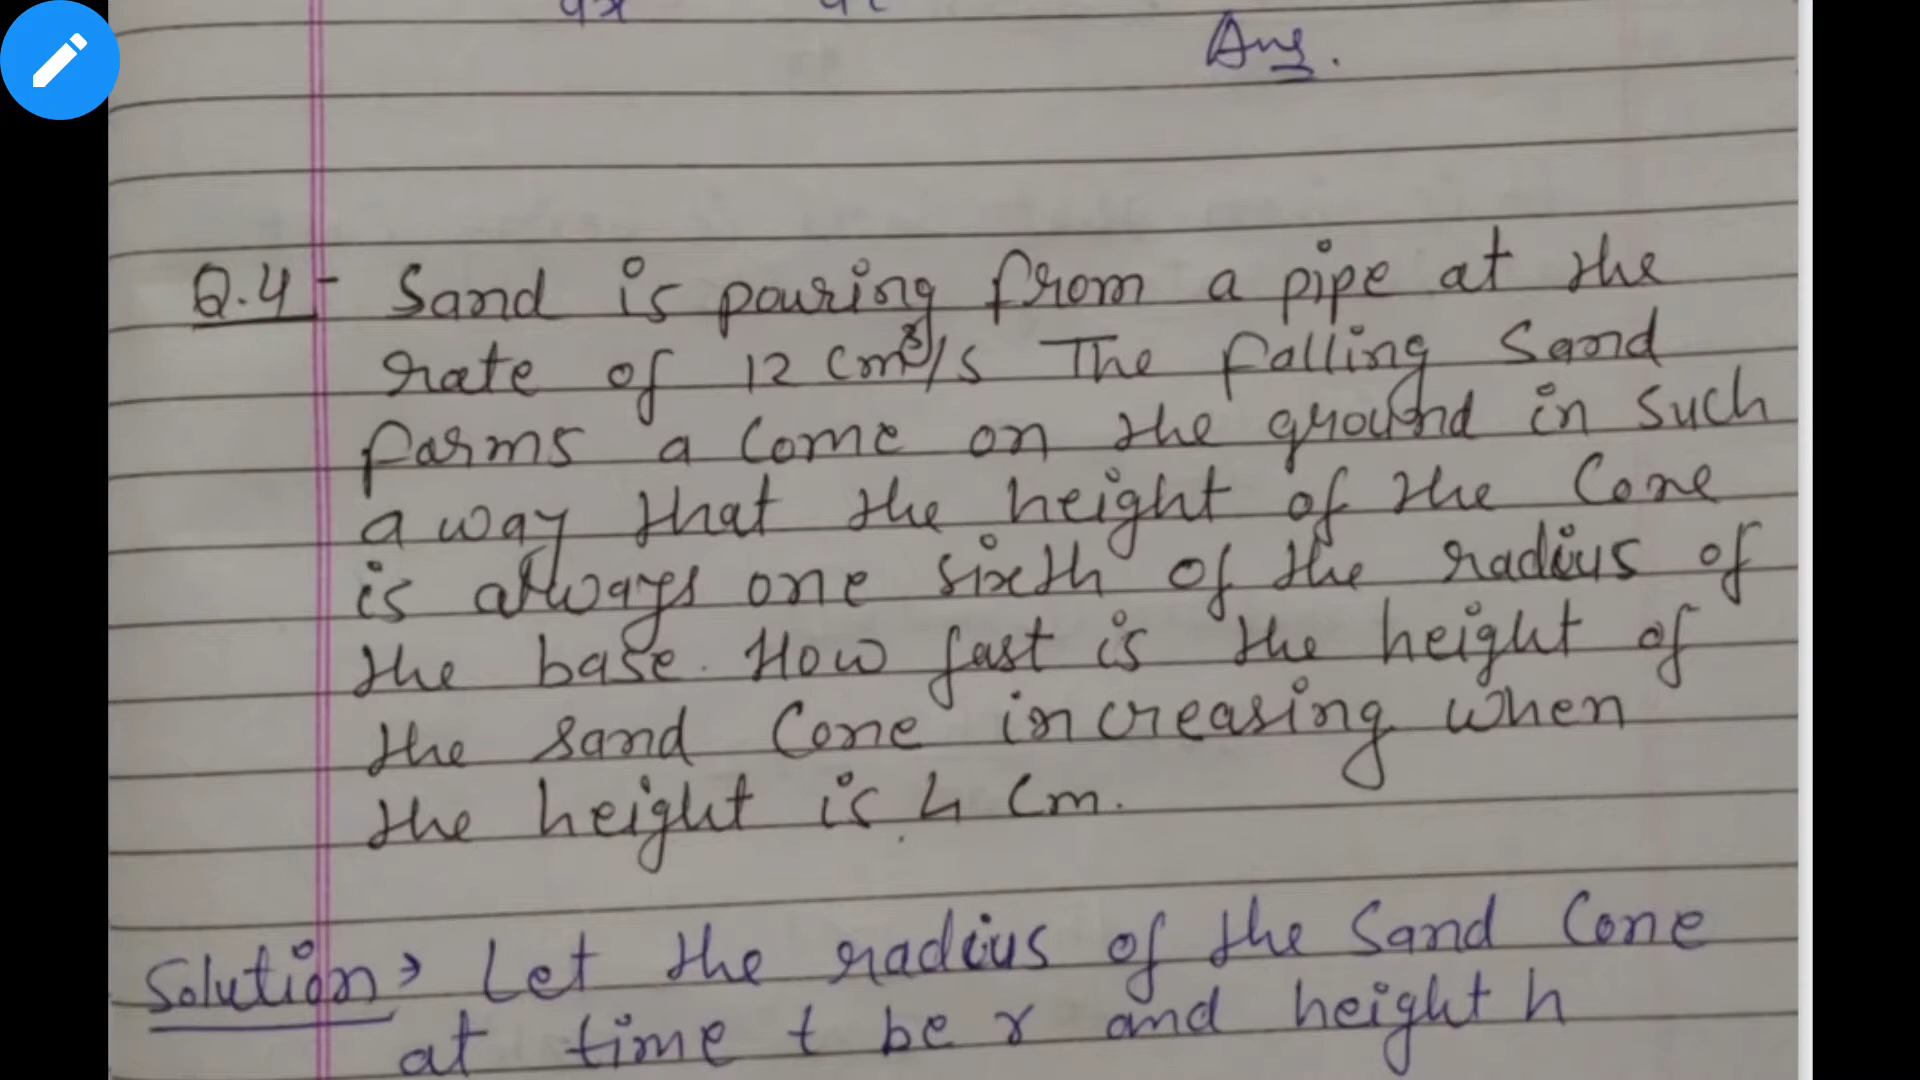 Ans.
Q.4- Sand is pouring from a pipe at the
rate of 12 cm³/s The falling Sand
forms a Come on the ground in such
a way that the height of the Cone
is always one sixth of the radius of
the base. How fast is the height of
the sand Cone increasing when
the height is 4 cm.
Solution→ Let the radius of the Sand Cone
at time t be r and height h